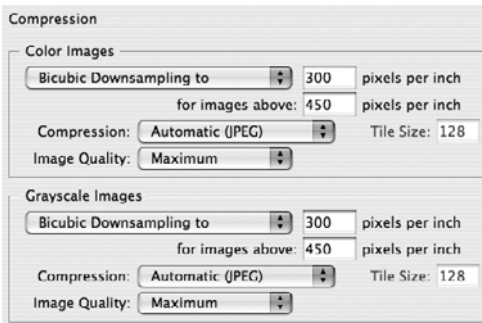 Compression
Color Images
Bicubic Downsampling to 300 pixels per inch
for images above: 450 pixels per inch
Compression: Automatic (JPEG) Tile Size: 128
Image Quality: Maximum
Grayscale Images
Bicubic Downsampling to 300 pixels per inch
for images above: 450 pixels per inch
Compression: Automatic (JPEG) Tile Size: 128
Image Quality: Maximum